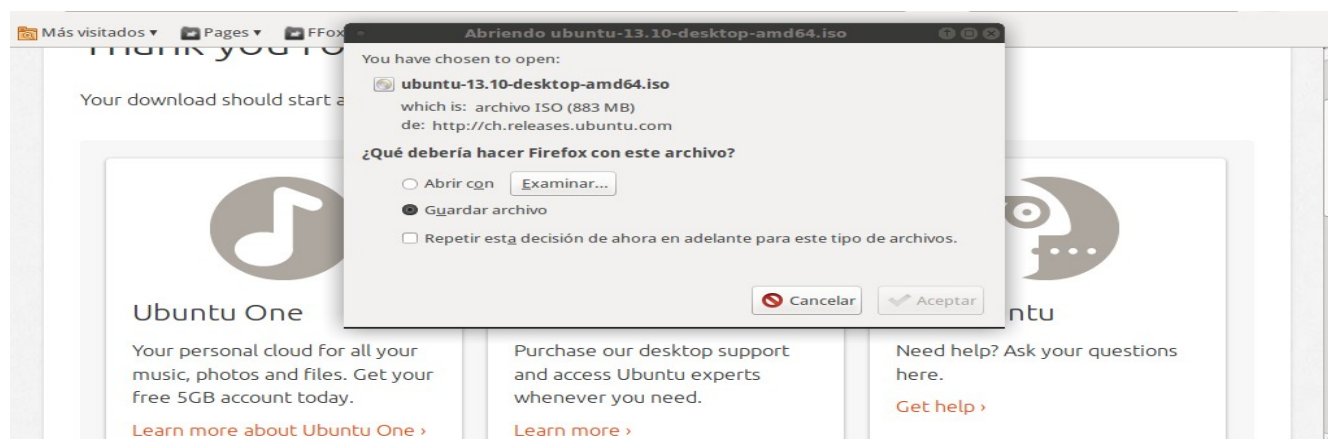 Más visitados ▾ Pages ▾ FFox
Abriendo ubuntu-13.10-desktop-amd64.iso
Thank you
Your download should start
You have chosen to open:
ubuntu-13.10-desktop-amd64.iso
which is: archivo ISO (883 MB)
de: http://ch.releases.ubuntu.com
¿Qué debería hacer Firefox con este archivo?
Abrir con Examinar...
Guardar archivo
Repetir esta decisión de ahora en adelante para este tipo de archivos.
Cancelar Aceptar
Ubuntu One
Your personal cloud for all your
music, photos and files. Get your
free 5GB account today.
Learn more about Ubuntu One ›
Purchase our desktop support
and access Ubuntu experts
whenever you need.
Learn more ›
ntu
Need help? Ask your questions
here.
Get help ›